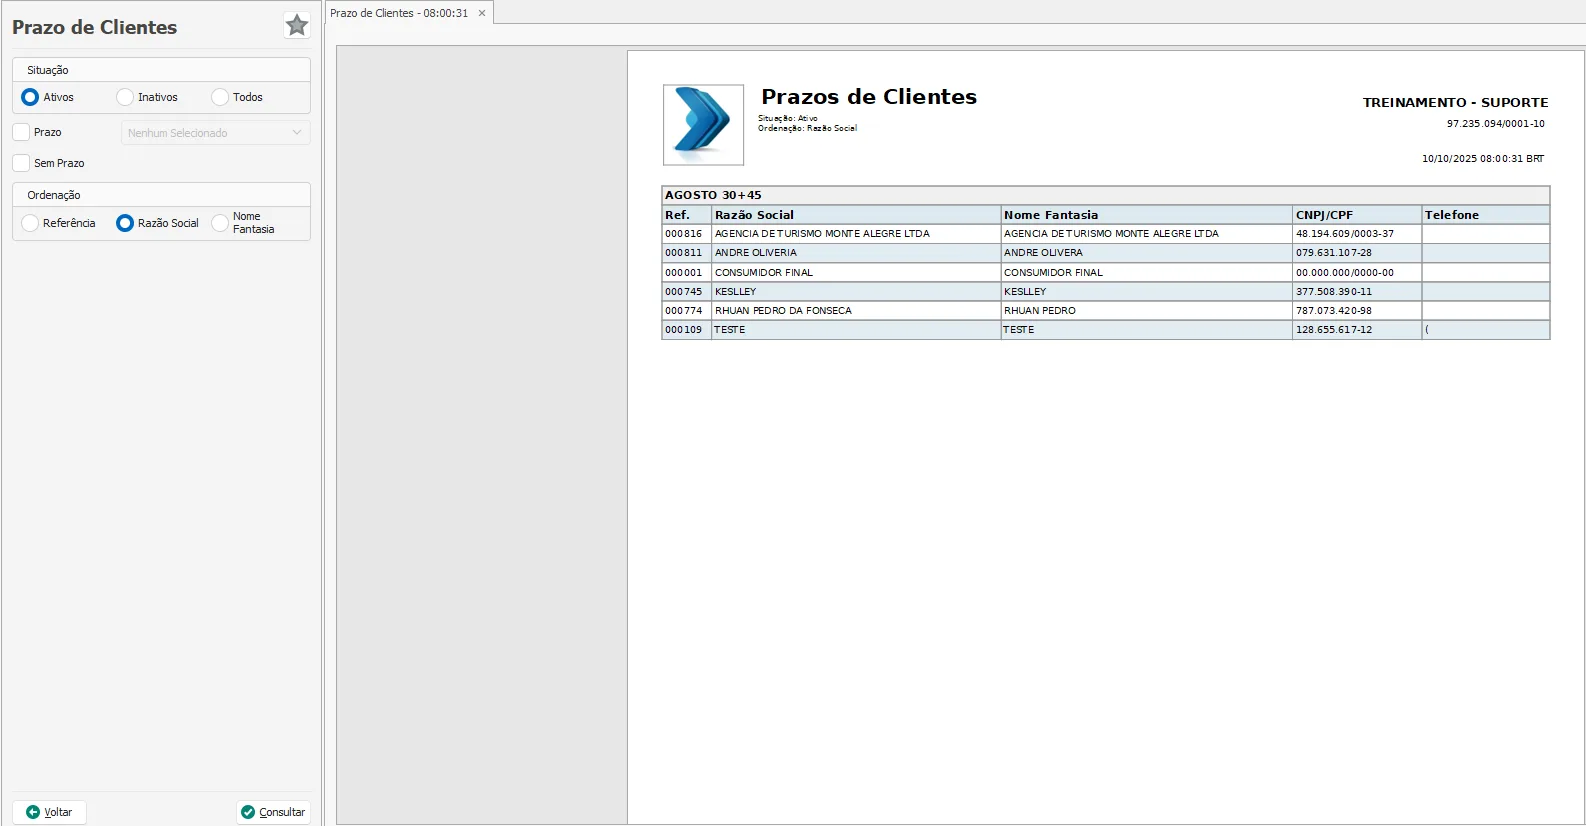 Prazo de Clientes
Situação
Ativos Inativos Todos
Prazo Nenhum Selecionado
Sem Prazo
Ordenação
Referência Razão Social Nome Fantasia
Voltar Consultar
Prazo de Clientes - 08:00:31
Prazos de Clientes
Situação: Ativo
Ordenação: Razão Social
TREINAMENTO - SUPORTE
97.235.094/0001-10
10/10/2025 08:00:31 BRT
AGOSTO 30+45
Ref. Razão Social Nome Fantasia CNPJ/CPF Telefone
000816 AGENCIA DE TURISMO MONTE ALEGRE LTDA AGENCIA DE TURISMO MONTE ALEGRE LTDA 48.194.609/0003-37
000811 ANDRE OLIVERIA ANDRE OLIVERA 079.631.107-28
000001 CONSUMIDOR FINAL CONSUMIDOR FINAL 00.000.000/0000-00
000745 KESLLEY KESLLEY 377.508.390-11
000774 RHUAN PEDRO DA FONSECA RHUAN PEDRO 787.073.420-98
000109 TESTE TESTE 128.655.617-12 (